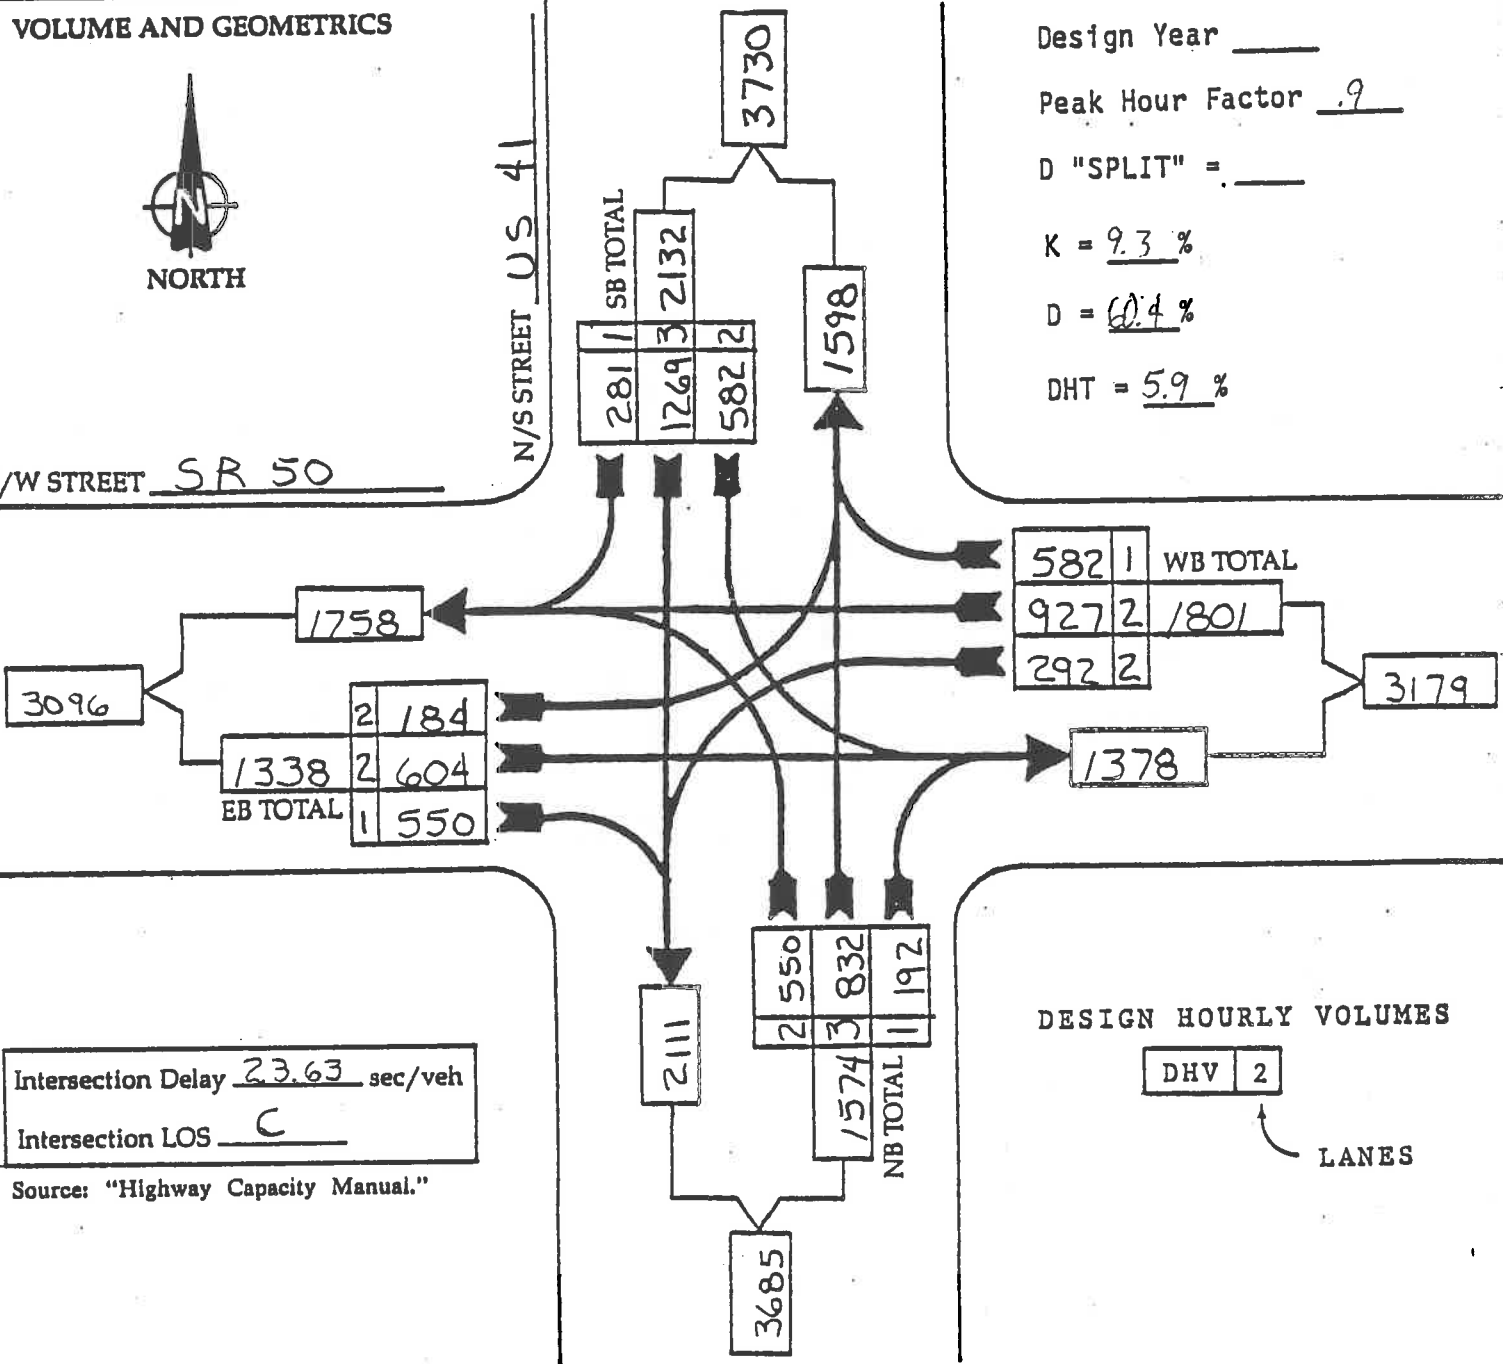 VOLUME AND GEOMETRICS
N
NORTH
/W STREET SR 50
N/S STREET US 41
Design Year
Peak Hour Factor .9
D "SPLIT" =.
K = 9.3 %
D = 60.4 %
DHT = 5.9 %
3730
SB TOTAL
2132
1 3 2
281 1269 582
1598
582 1 WB TOTAL
927 2 1801
292 2
3179
1378
1758
3096
2 184
1338 2 604
EB TOTAL 1 550
550 832 192
2 3 1
1574
NB TOTAL
2111
3685
DESIGN HOURLY VOLUMES
DHV 2
LANES
Intersection Delay 23.63 sec/veh
Intersection LOS C
Source: "Highway Capacity Manual."